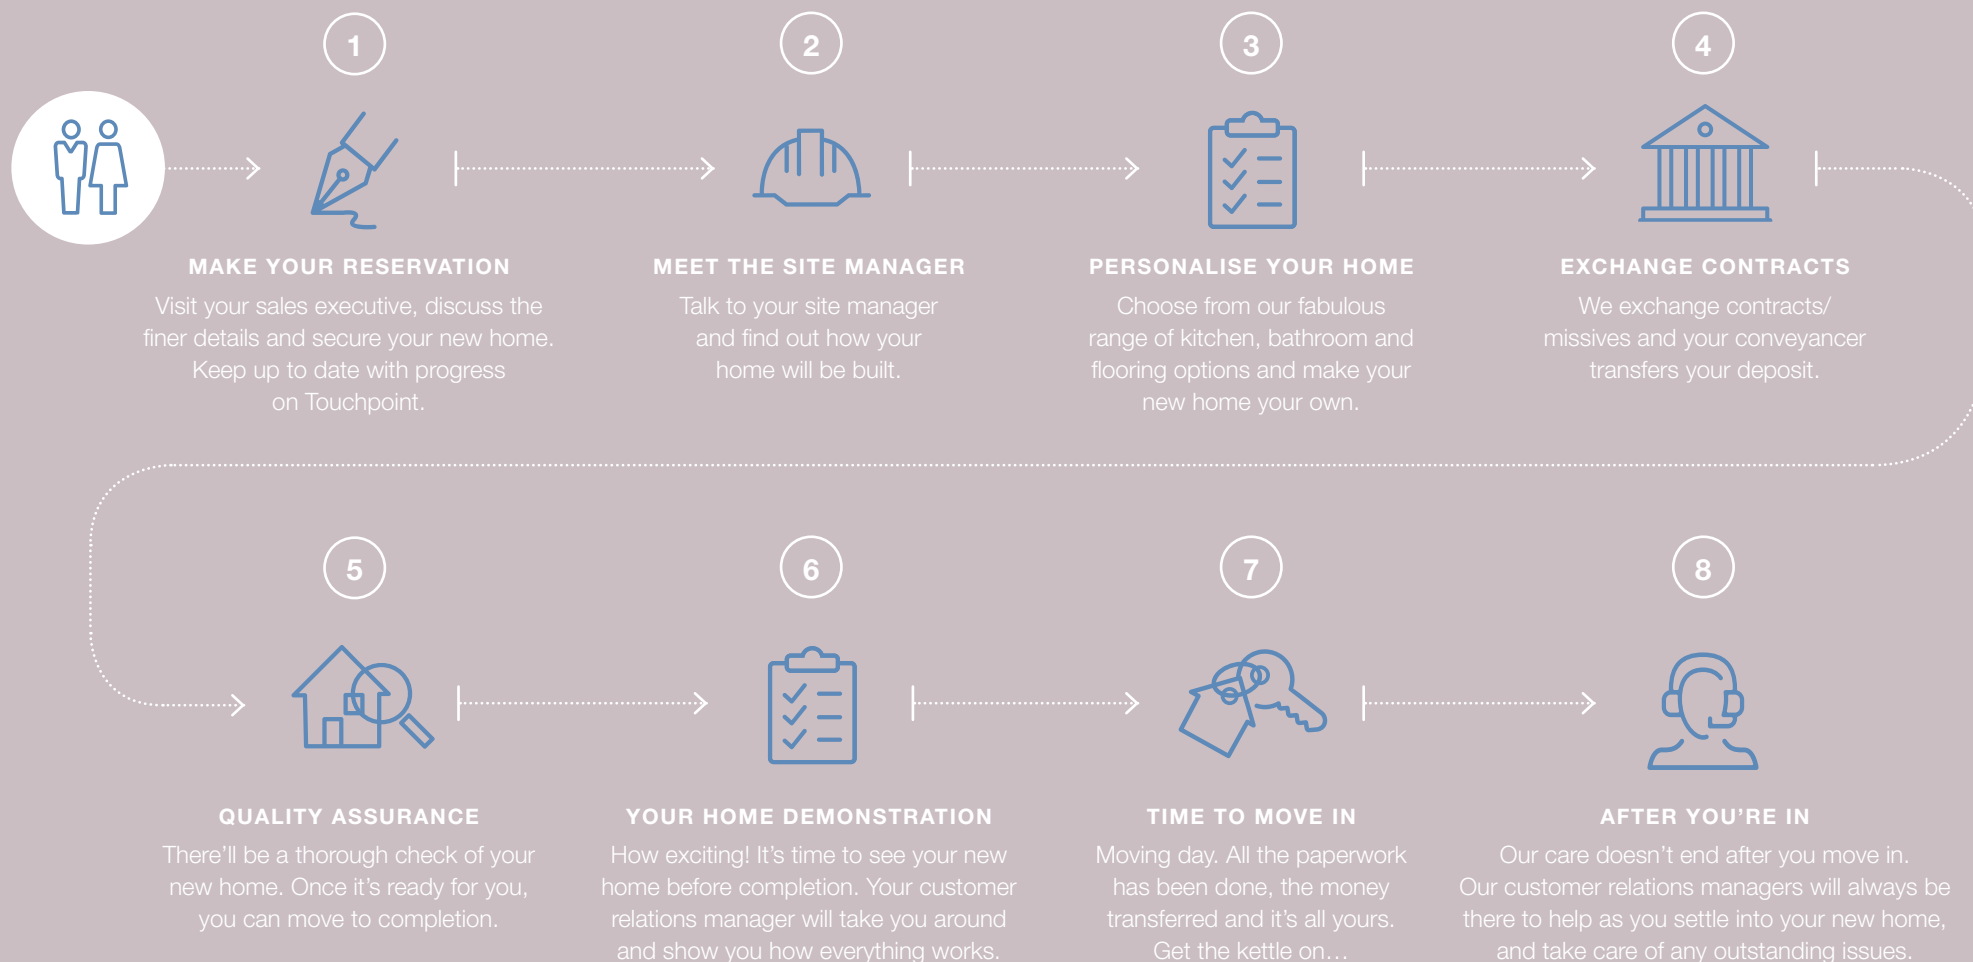 1
MAKE YOUR RESERVATION
Visit your sales executive, discuss the
finer details and secure your new home.
Keep up to date with progress
on Touchpoint.
2
MEET THE SITE MANAGER
Talk to your site manager
and find out how your
home will be built.
3
PERSONALISE YOUR HOME
Choose from our fabulous
range of kitchen, bathroom and
flooring options and make your
new home your own.
4
EXCHANGE CONTRACTS
We exchange contracts/
missives and your conveyancer
transfers your deposit.
5
QUALITY ASSURANCE
There’ll be a thorough check of your
new home. Once it’s ready for you,
you can move to completion.
6
YOUR HOME DEMONSTRATION
How exciting! It’s time to see your new
home before completion. Your customer
relations manager will take you around
and show you how everything works.
7
TIME TO MOVE IN
Moving day. All the paperwork
has been done, the money
transferred and it’s all yours.
Get the kettle on…
8
AFTER YOU’RE IN
Our care doesn’t end after you move in.
Our customer relations managers will always be
there to help as you settle into your new home,
and take care of any outstanding issues.